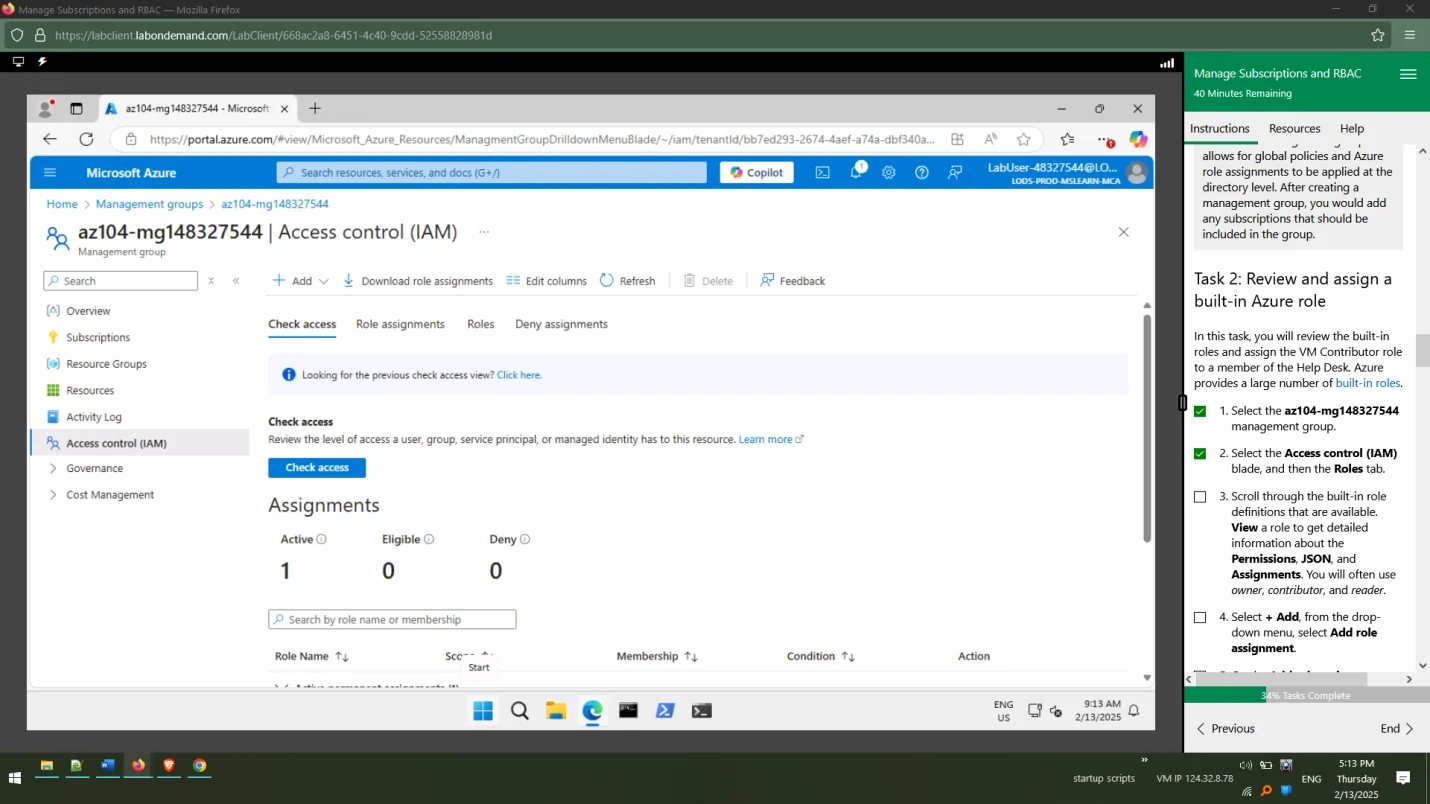 Manage Subscriptions and RBAC — Mozilla Firefox
https://labclient.labondemand.com/LabClient/668ac2a8-6451-4c40-9cdd-52558828981d
az104-mg148327544 - Microsoft
https://portal.azure.com/#view/Microsoft_Azure_Resources/ManagmentGroupDrilldownMenuBlade/~/iam/tenantId/bb7ed293-2674-4aef-a74a-dbf340a...
Microsoft Azure
Search resources, services, and docs (G+/)
Copilot
1
LabUser-48327544@LO...
LODS-PROD-MSLEARN-MCA
Home > Management groups > az104-mg148327544
az104-mg148327544 | Access control (IAM) ...
Management group
Search
Overview
Subscriptions
Resource Groups
Resources
Activity Log
Access control (IAM)
Governance
Cost Management
Add
Download role assignments
Edit columns
Refresh
Delete
Feedback
Check access
Role assignments
Roles
Deny assignments
Looking for the previous check access view? Click here.
Check access
Review the level of access a user, group, service principal, or managed identity has to this resource. Learn more
Check access
Assignments
Active
Eligible
Deny
1
0
0
Search by role name or membership
Role Name
Membership
Condition
Action
Start
ENG
US
9:13 AM
2/13/2025
Manage Subscriptions and RBAC
40 Minutes Remaining
Instructions
Resources
Help
allows for global policies and Azure
role assignments to be applied at the
directory level. After creating a
management group, you would add
any subscriptions that should be
included in the group.
Task 2: Review and assign a
built-in Azure role
In this task, you will review the built-in
roles and assign the VM Contributor role
to a member of the Help Desk. Azure
provides a large number of built-in roles.
1. Select the az104-mg148327544
management group.
2. Select the Access control (IAM)
blade, and then the Roles tab.
3. Scroll through the built-in role
definitions that are available.
View a role to get detailed
information about the
Permissions, JSON, and
Assignments. You will often use
owner, contributor, and reader.
4. Select + Add, from the drop-
down menu, select Add role
assignment.
34% Tasks Complete
Previous
End
startup scripts
VM IP 124.32.8.78
ENG
5:13 PM
Thursday
2/13/2025